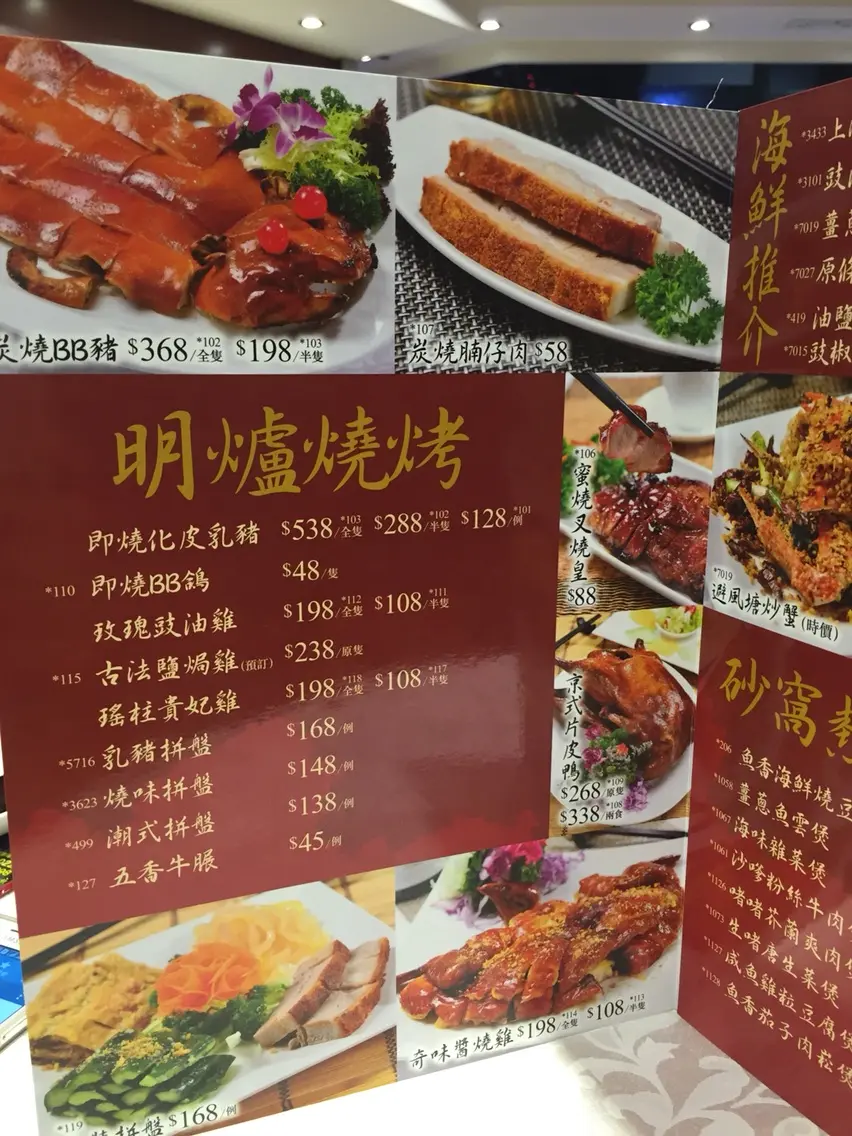 炭燒BB豬 $368/全隻 *102 $198/半隻 *103
*107
炭燒腩仔肉 $58
明爐燒烤
即燒化皮乳豬 $538/全隻 *103 $288/半隻 *102 $128/例 *101
*110 即燒BB鴿 $48/隻
玫瑰豉油雞 $198/全隻 *112 $108/半隻 *111
*115 古法鹽焗雞(預訂) $238/原隻
瑤柱貴妃雞 $198/全隻 *118 $108/半隻 *117
*5716 乳豬拼盤 $168/例
*3623 燒味拼盤 $148/例
*499 潮式拼盤 $138/例
*127 五香牛𦟌 $45/例
*106
蜜燒叉燒皇
$88
京式片皮鴨
$268/原隻 *109
$338/兩食 *108
*119 拼盤 $168/例
奇味醬燒雞 $198/全隻 *114 $108/半隻 *113
海鮮推介
*3433 上
*3101 豉
*7019 薑
*7027 原條
*419 油鹽
*7015 豉椒
*7019
避風塘炒蟹(時價)
砂窩
*206 魚香海鮮燒豆
*1058 薑蔥魚雲煲
*1067 海味雜菜煲
*1061 沙嗲粉絲牛肉
*1126 啫啫芥蘭爽肉
*1073 生啫唐生菜煲
*1127 咸魚雞粒豆腐煲
*1128 魚香茄子肉崧煲